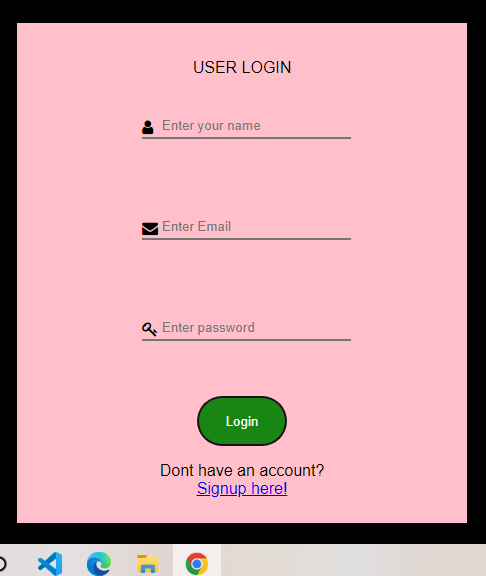 USER LOGIN
Enter your name
Enter Email
Enter password
Login
Dont have an account?
Signup here!